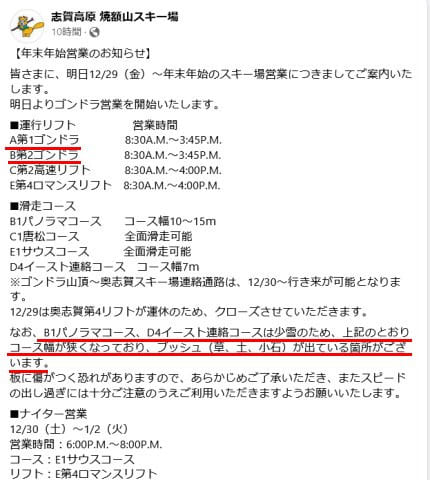 志賀高原 焼額山スキー場
10時間・
【年末年始営業のお知らせ】
皆さまに、明日12/29（金）～年末年始のスキー場営業につきましてご案内いた
します。
明日よりゴンドラ営業を開始いたします。
■運行リフト 営業時間
A第1ゴンドラ 8:30A.M.～3:45P.M.
B第2ゴンドラ 8:30A.M.～3:45P.M.
C第2高速リフト 8:30A.M.～4:00P.M.
E第4ロマンスリフト 8:30A.M.～4:00P.M.
■滑走コース
B1パノラマコース コース幅10～15m
C1唐松コース 全面滑走可能
E1サウスコース 全面滑走可能
D4イースト連絡コース コース幅7m
※ゴンドラ山頂～奥志賀スキー場連絡通路は、12/30～行き来が可能となりま
す。
12/29は奥志賀第4リフトが運休のため、クローズさせていただきます。
なお、B1パノラマコース、D4イースト連絡コースは少雪のため、上記のとおり
コース幅が狭くなっており、ブッシュ（草、土、小石）が出ている箇所がござ
います。
板に傷がつく恐れがありますので、あらかじめご了承いただき、またスピード
の出し過ぎには十分ご注意のうえご利用いただきますようお願いいたします。
■ナイター営業
12/30（土）～1/2（火）
営業時間：6:00P.M.～8:00P.M.
コース：E1サウスコース
リフト：E第4ロマンスリフト